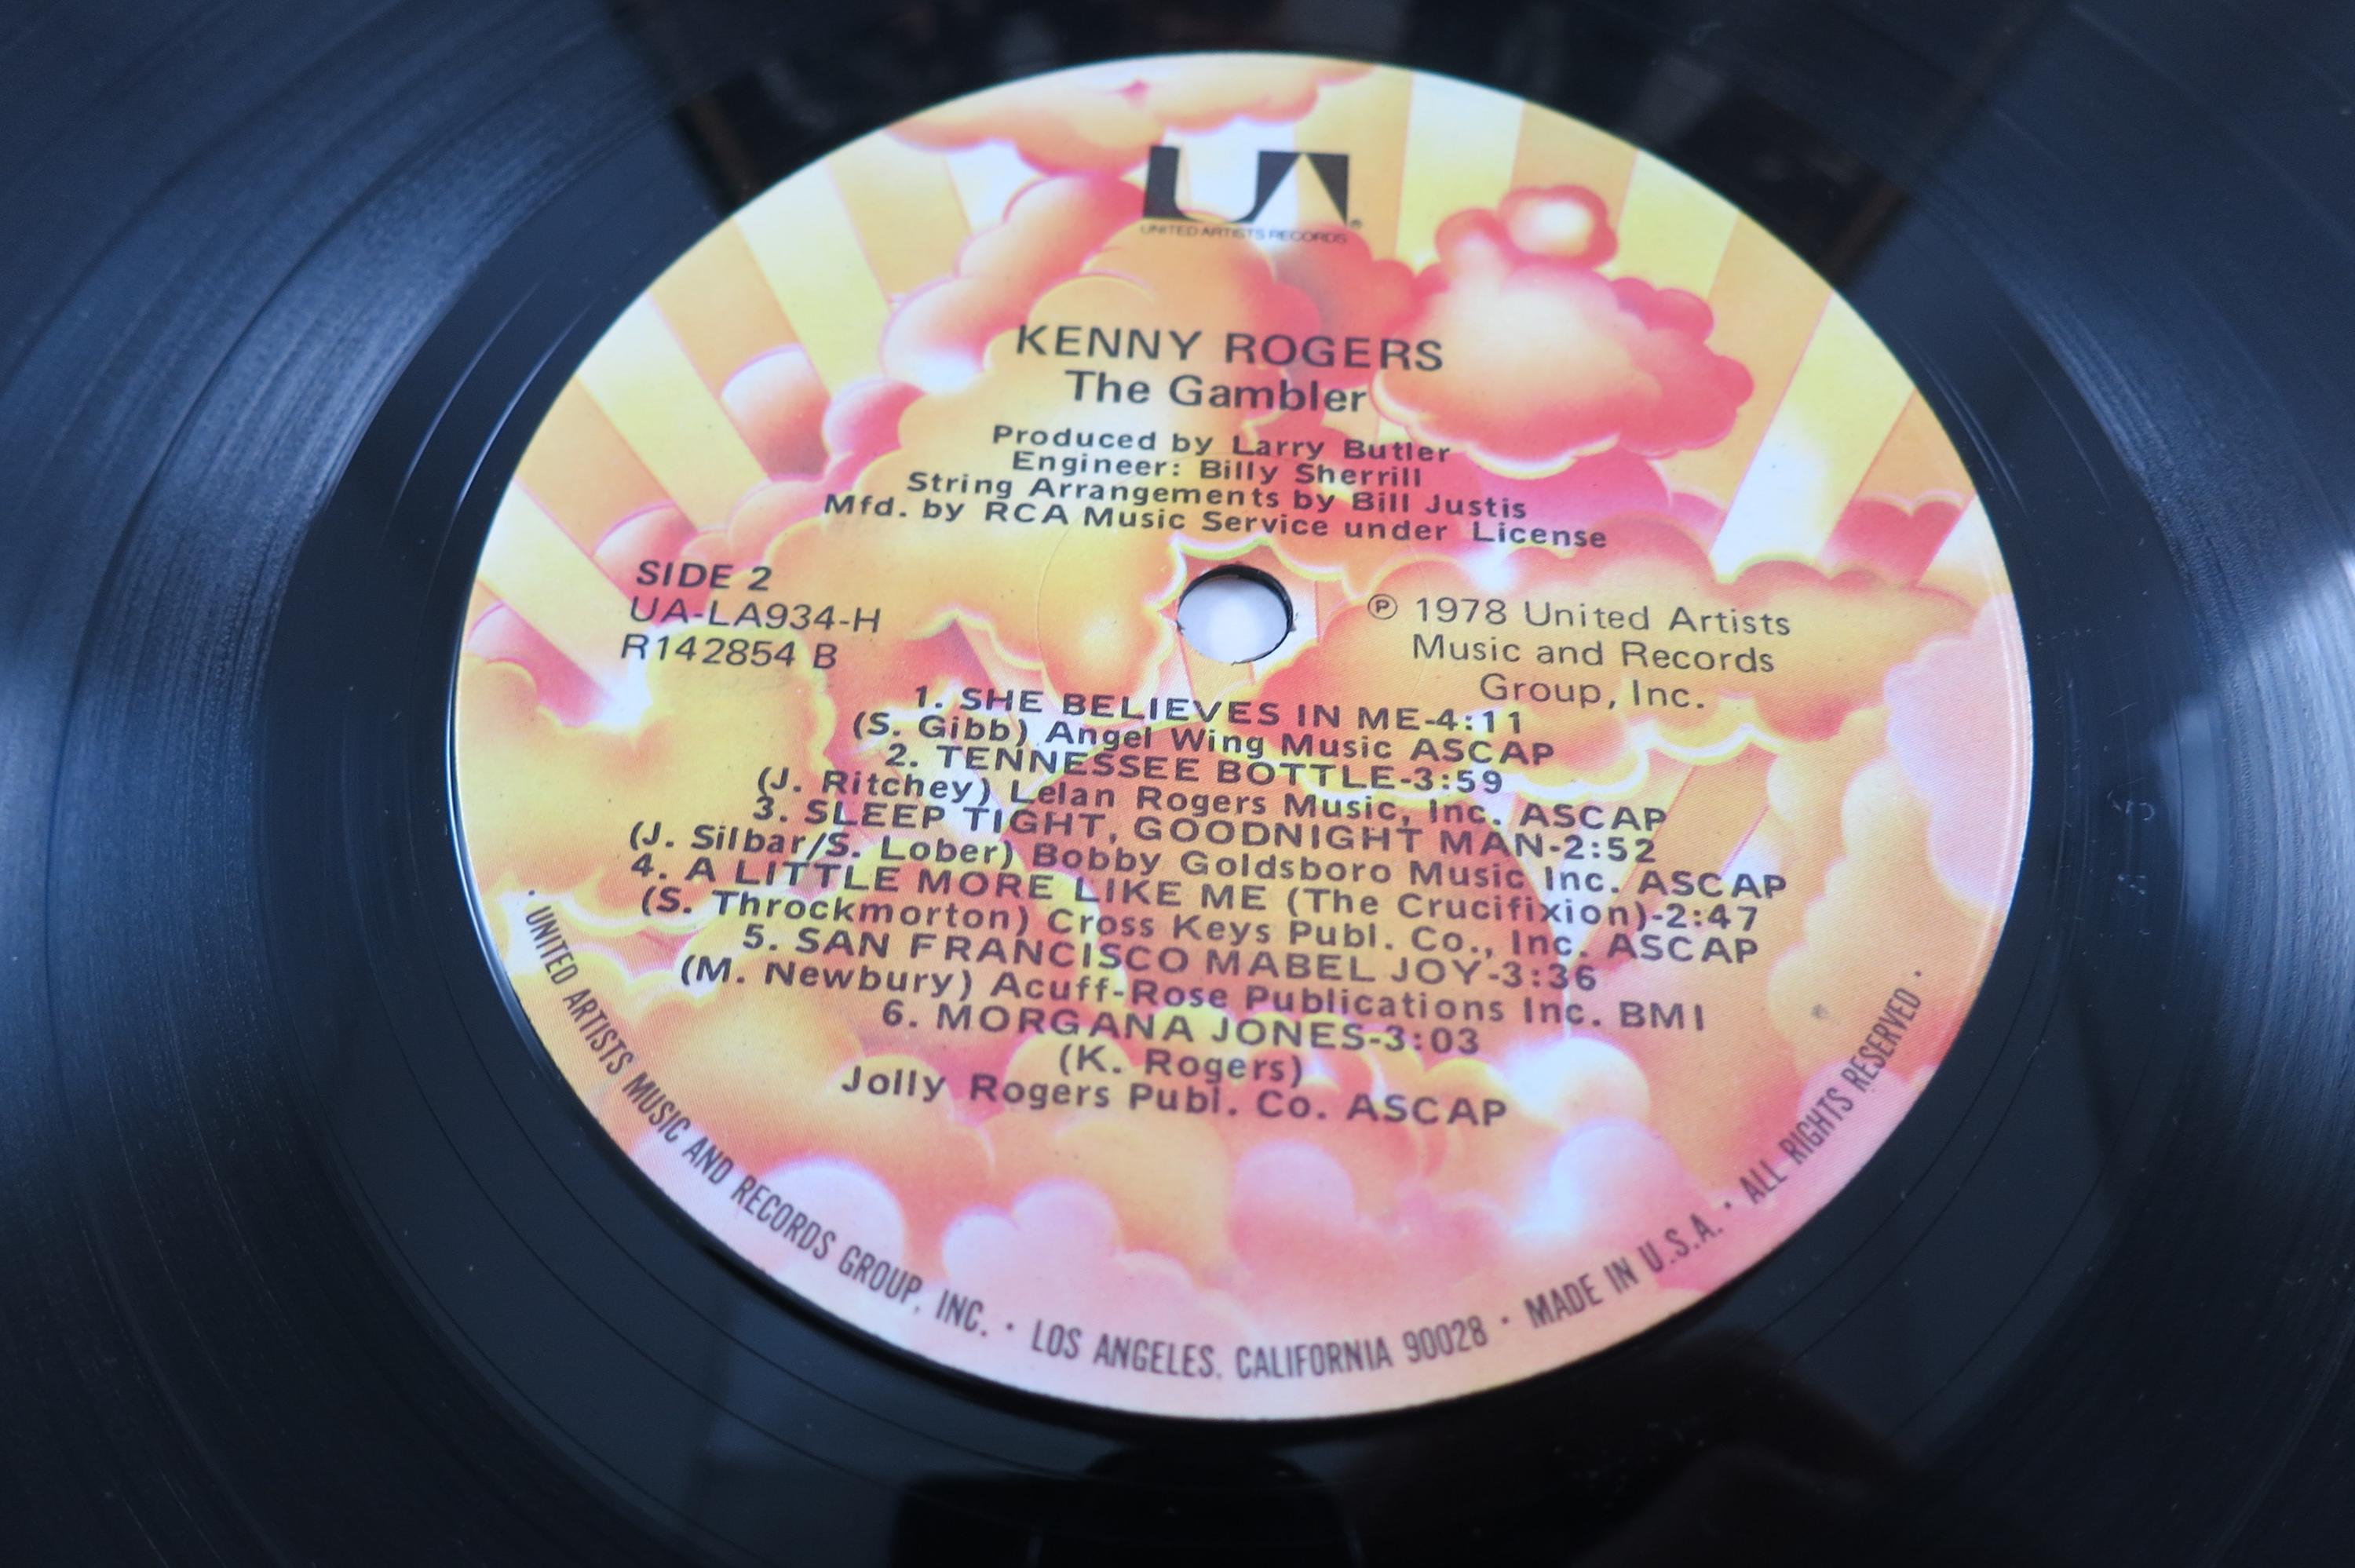 UA®
UNITED ARTISTS RECORDS
KENNY ROGERS
The Gambler
Produced by Larry Butler
Engineer: Billy Sherrill
String Arrangements by Bill Justis
Mfd. by RCA Music Service under License
SIDE 2
UA-LA934-H
R142854 B
℗ 1978 United Artists
Music and Records
Group, Inc.
1. SHE BELIEVES IN ME-4:11
(S. Gibb) Angel Wing Music ASCAP
2. TENNESSEE BOTTLE-3:59
(J. Ritchey) Lelan Rogers Music, Inc. ASCAP
3. SLEEP TIGHT, GOODNIGHT MAN-2:52
(J. Silbar/S. Lober) Bobby Goldsboro Music Inc. ASCAP
4. A LITTLE MORE LIKE ME (The Crucifixion)-2:47
(S. Throckmorton) Cross Keys Publ. Co., Inc. ASCAP
5. SAN FRANCISCO MABEL JOY-3:36
(M. Newbury) Acuff-Rose Publications Inc. BMI
6. MORGANA JONES-3:03
(K. Rogers)
Jolly Rogers Publ. Co. ASCAP
· UNITED ARTISTS MUSIC AND RECORDS GROUP, INC. · LOS ANGELES, CALIFORNIA 90028 · MADE IN U.S.A. · ALL RIGHTS RESERVED ·